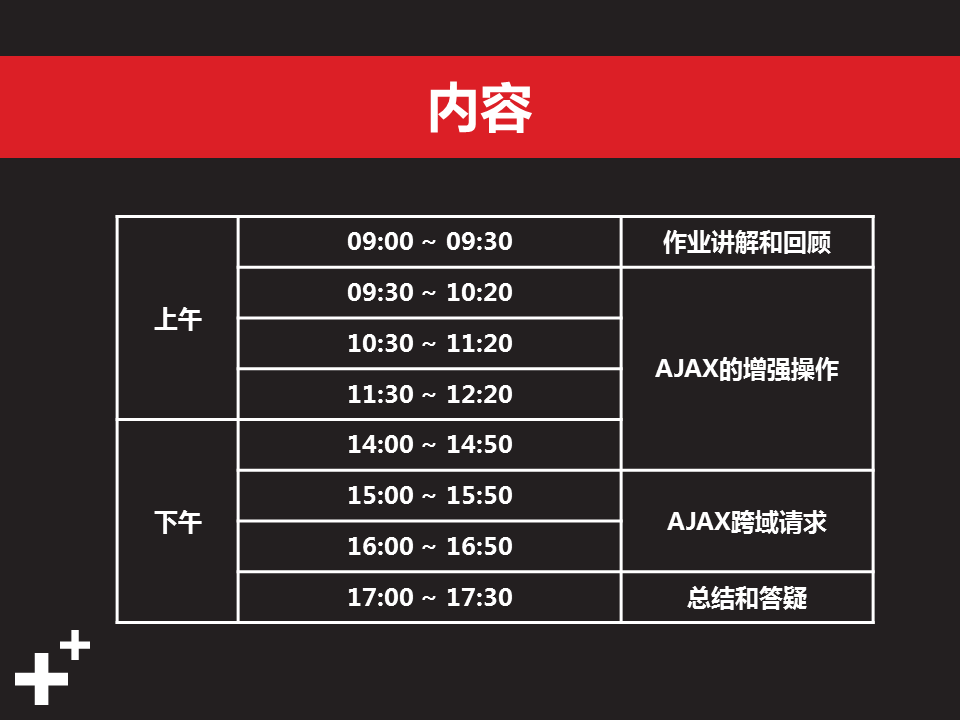 内容
上午
09:00 ~ 09:30
作业讲解和回顾
09:30 ~ 10:20
AJAX的增强操作
10:30 ~ 11:20
11:30 ~ 12:20
下午
14:00 ~ 14:50
15:00 ~ 15:50
AJAX跨域请求
16:00 ~ 16:50
17:00 ~ 17:30
总结和答疑